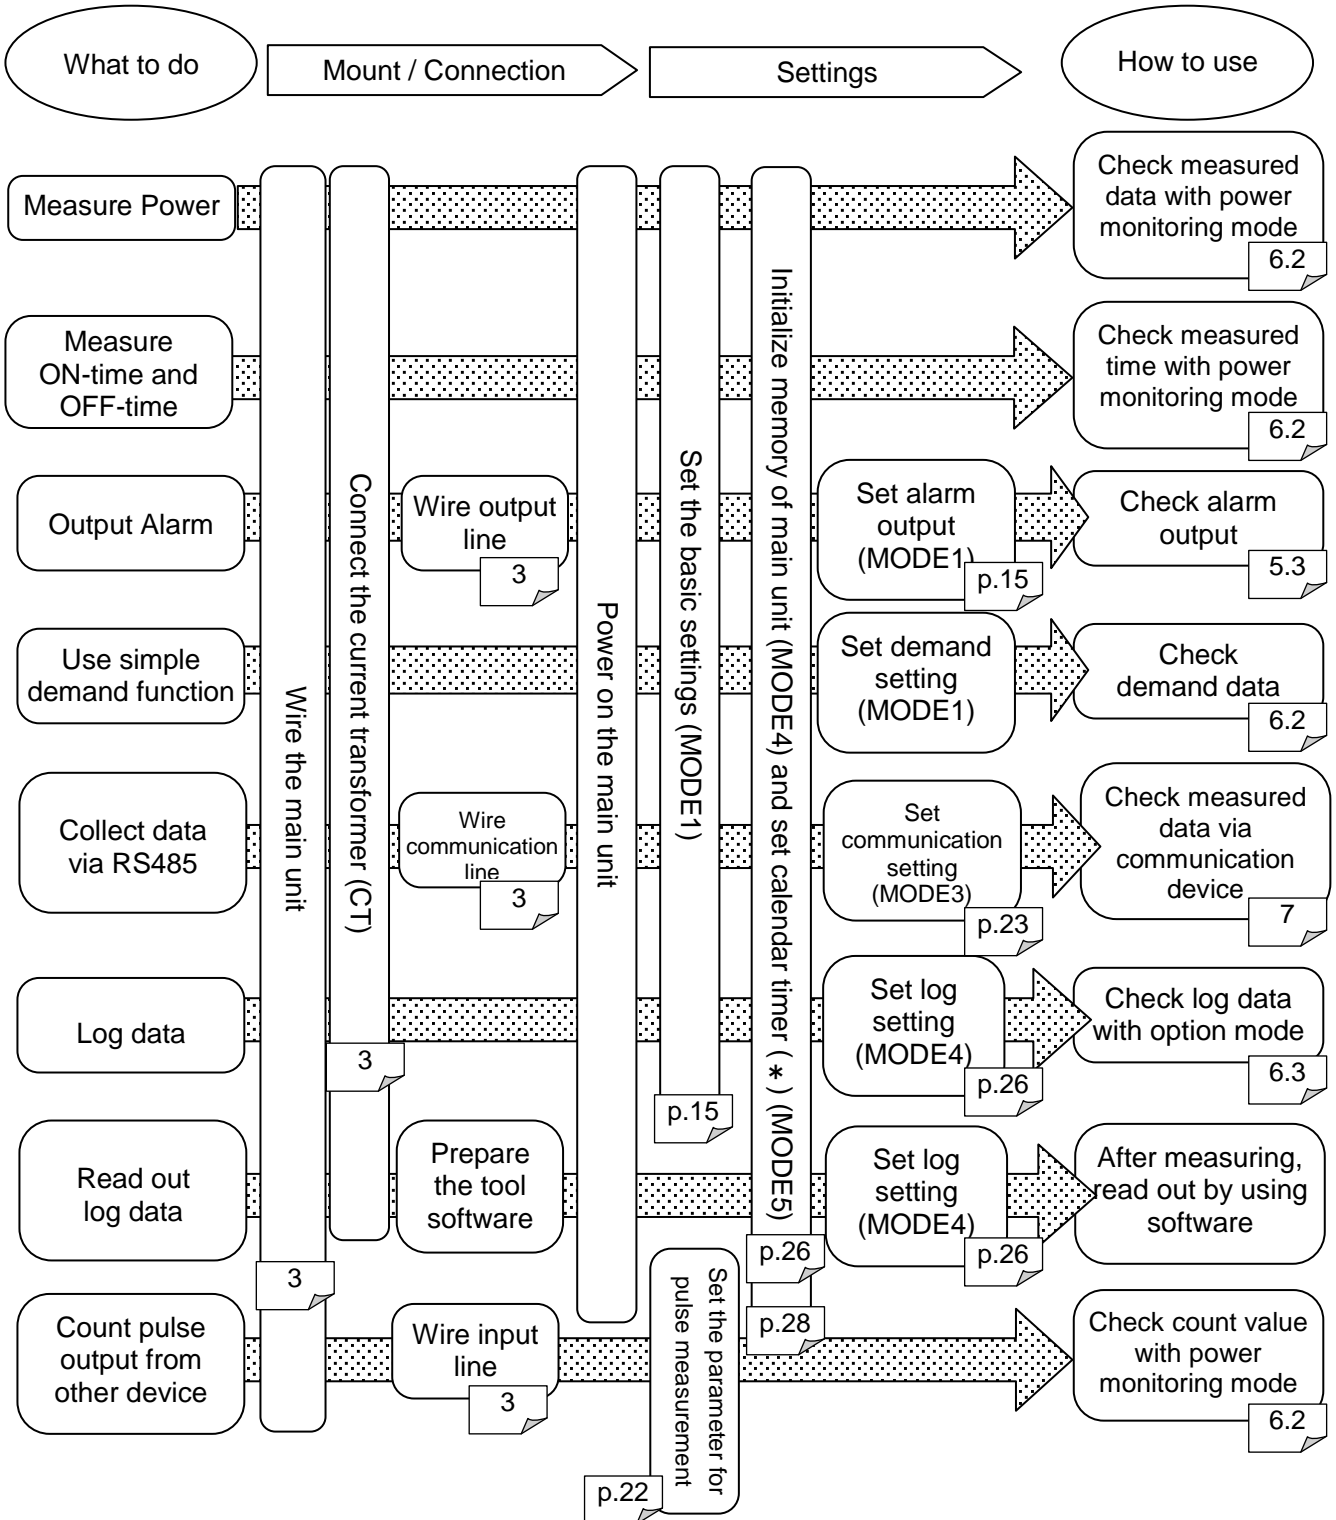 What to do
Mount / Connection
Settings
How to use
Measure Power
Check measured
data with power
monitoring mode
6.2
Measure
ON-time and
OFF-time
Check measured
time with power
monitoring mode
6.2
Output Alarm
Wire output
line
3
Set alarm
output
(MODE1)
p.15
Check alarm
output
5.3
Use simple
demand function
Set demand
setting
(MODE1)
Check
demand data
6.2
Collect data
via RS485
Wire
communication
line
3
Set
communication
setting
(MODE3)
p.23
Check measured
data via
communication
device
7
Log data
Set log
setting
(MODE4)
p.26
Check log data
with option mode
6.3
Read out
log data
Prepare
the tool
software
Set log
setting
(MODE4)
p.26
After measuring,
read out by using
software
Count pulse
output from
other device
Wire input
line
3
Check count value
with power
monitoring mode
6.2
Wire the main unit
3
Connect the current transformer (CT)
3
Power on the main unit
Set the basic settings (MODE1)
p.15
Initialize memory of main unit (MODE4) and set calendar timer (*) (MODE5)
p.26
p.28
Set the parameter for
pulse measurement
p.22